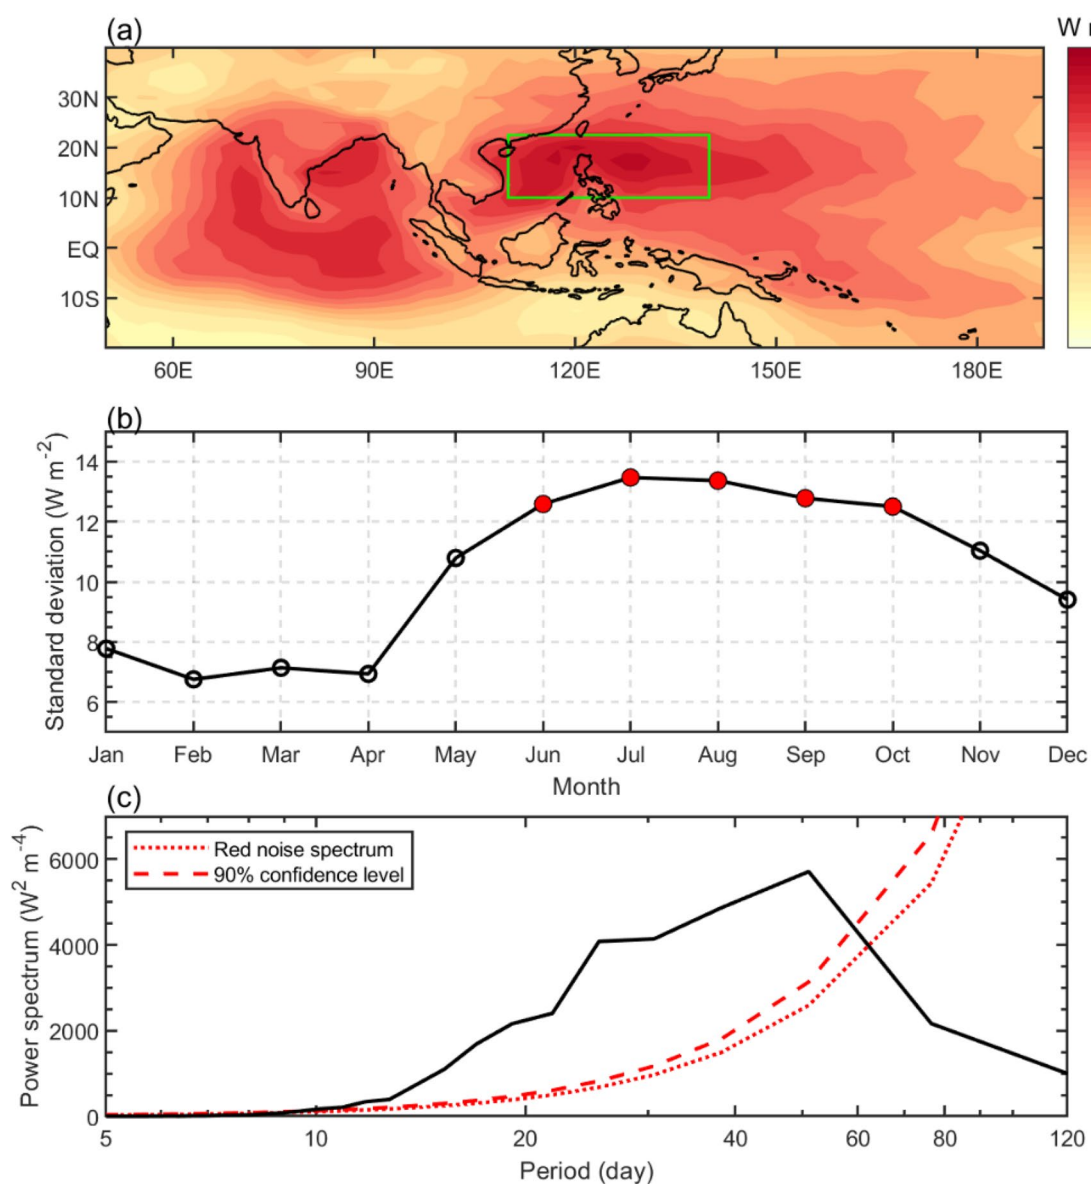 (a)
W
30N
20N
10N
EQ
10S
60E 90E 120E 150E 180E
(b)
Standard deviation (W m⁻²)
14
12
10
8
6
Jan Feb Mar Apr May Jun Jul Aug Sep Oct Nov Dec
Month
(c)
Power spectrum (W² m⁻⁴)
6000
4000
2000
0
Red noise spectrum
90% confidence level
5 10 20 40 60 80 120
Period (day)